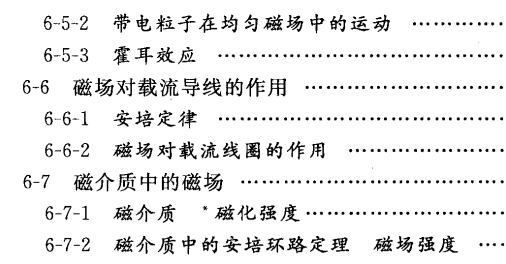 6-5-2 带电粒子在均匀磁场中的运动 …………
6-5-3 霍耳效应 ……………………………
6-6 磁场对载流导线的作用 ……………………
6-6-1 安培定律 ……………………………
6-6-2 磁场对载流线圈的作用 ………………
6-7 磁介质中的磁场 ……………………………
6-7-1 磁介质 *磁化强度……………………
6-7-2 磁介质中的安培环路定理 磁场强度 ….